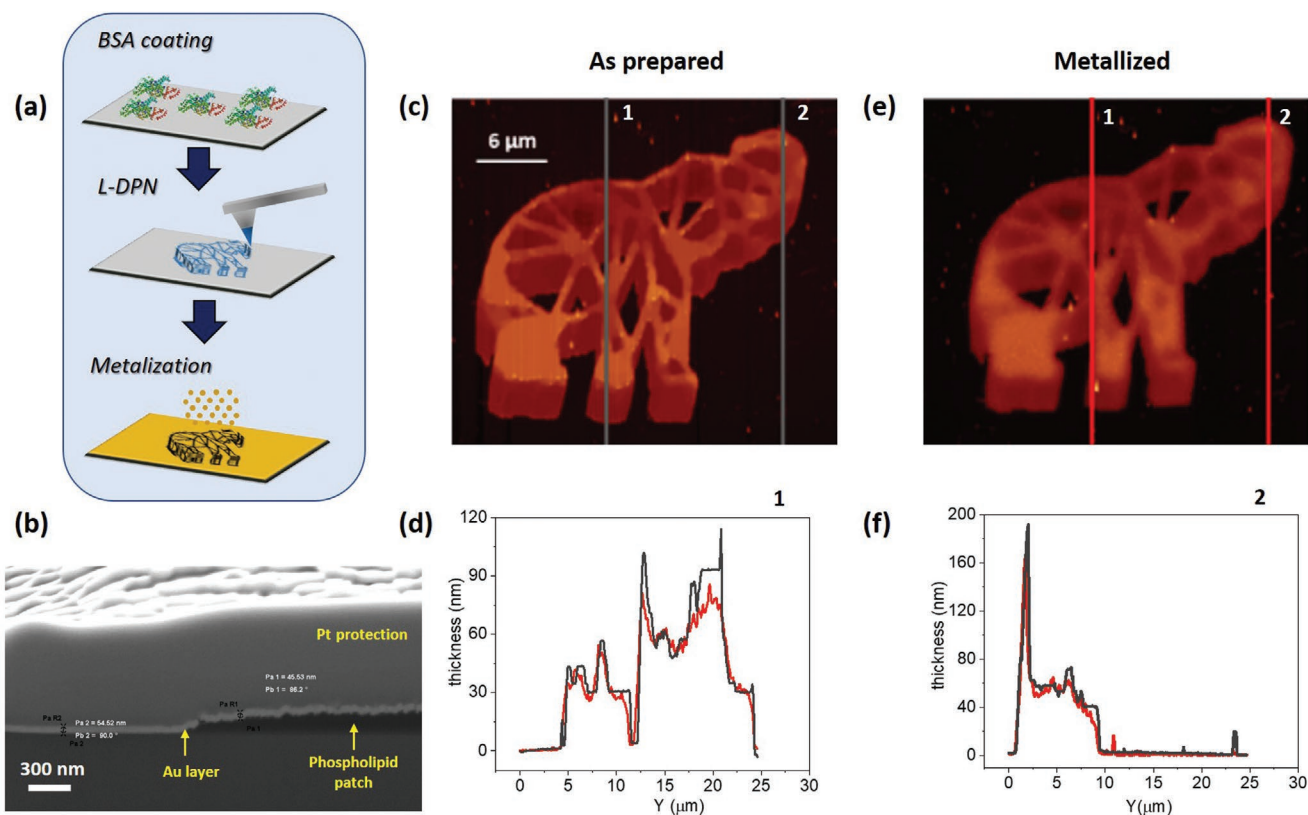 (a)
BSA coating
L-DPN
Metalization
As prepared
(c)
1
2
6 µm
Metallized
(e)
1
2
(b)
Pt protection
Pa 1 = 45.53 nm
Pb 1 = 86.2 °
Pa R1
Pa 1
Pa R2
Pa 2 = 54.52 nm
Pb 2 = 90.0 °
Pa 2
300 nm
Au layer
Phospholipid
patch
(d)
1
thickness (nm)
120
90
60
30
0
0 5 10 15 20 25 30
Y (µm)
(f)
2
thickness (nm)
200
160
120
80
40
0
0 5 10 15 20 25 30
Y(µm)